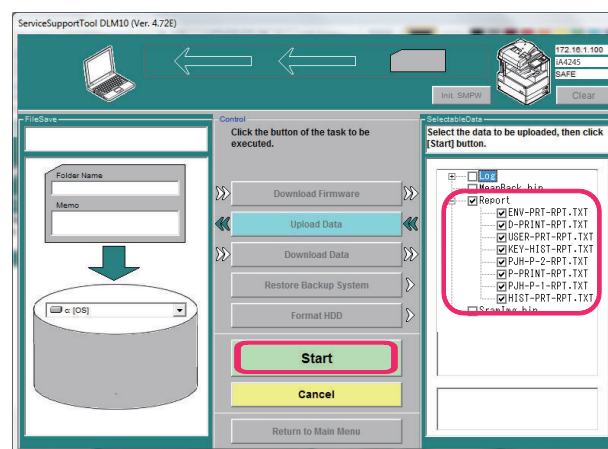 ServiceSupportTool DLM10 (Ver. 4.72E)
172.16.1.100
iA4245
SAFE
Init. SMPW
Clear
FileSave
Folder Name
Memo
c: [OS]
Control
Click the button of the task to be
executed.
Download Firmware
Upload Data
Download Data
Restore Backup System
Format HDD
Start
Cancel
Return to Main Menu
SelectableData
Select the data to be uploaded, then click
[Start] button.
Log
MeanBack.bin
Report
ENV-PRT-RPT.TXT
D-PRINT-RPT.TXT
USER-PRT-RPT.TXT
KEY-HIST-RPT.TXT
PJH-P-2-RPT.TXT
P-PRINT-RPT.TXT
PJH-P-1-RPT.TXT
HIST-PRT-RPT.TXT
SramImg.bin